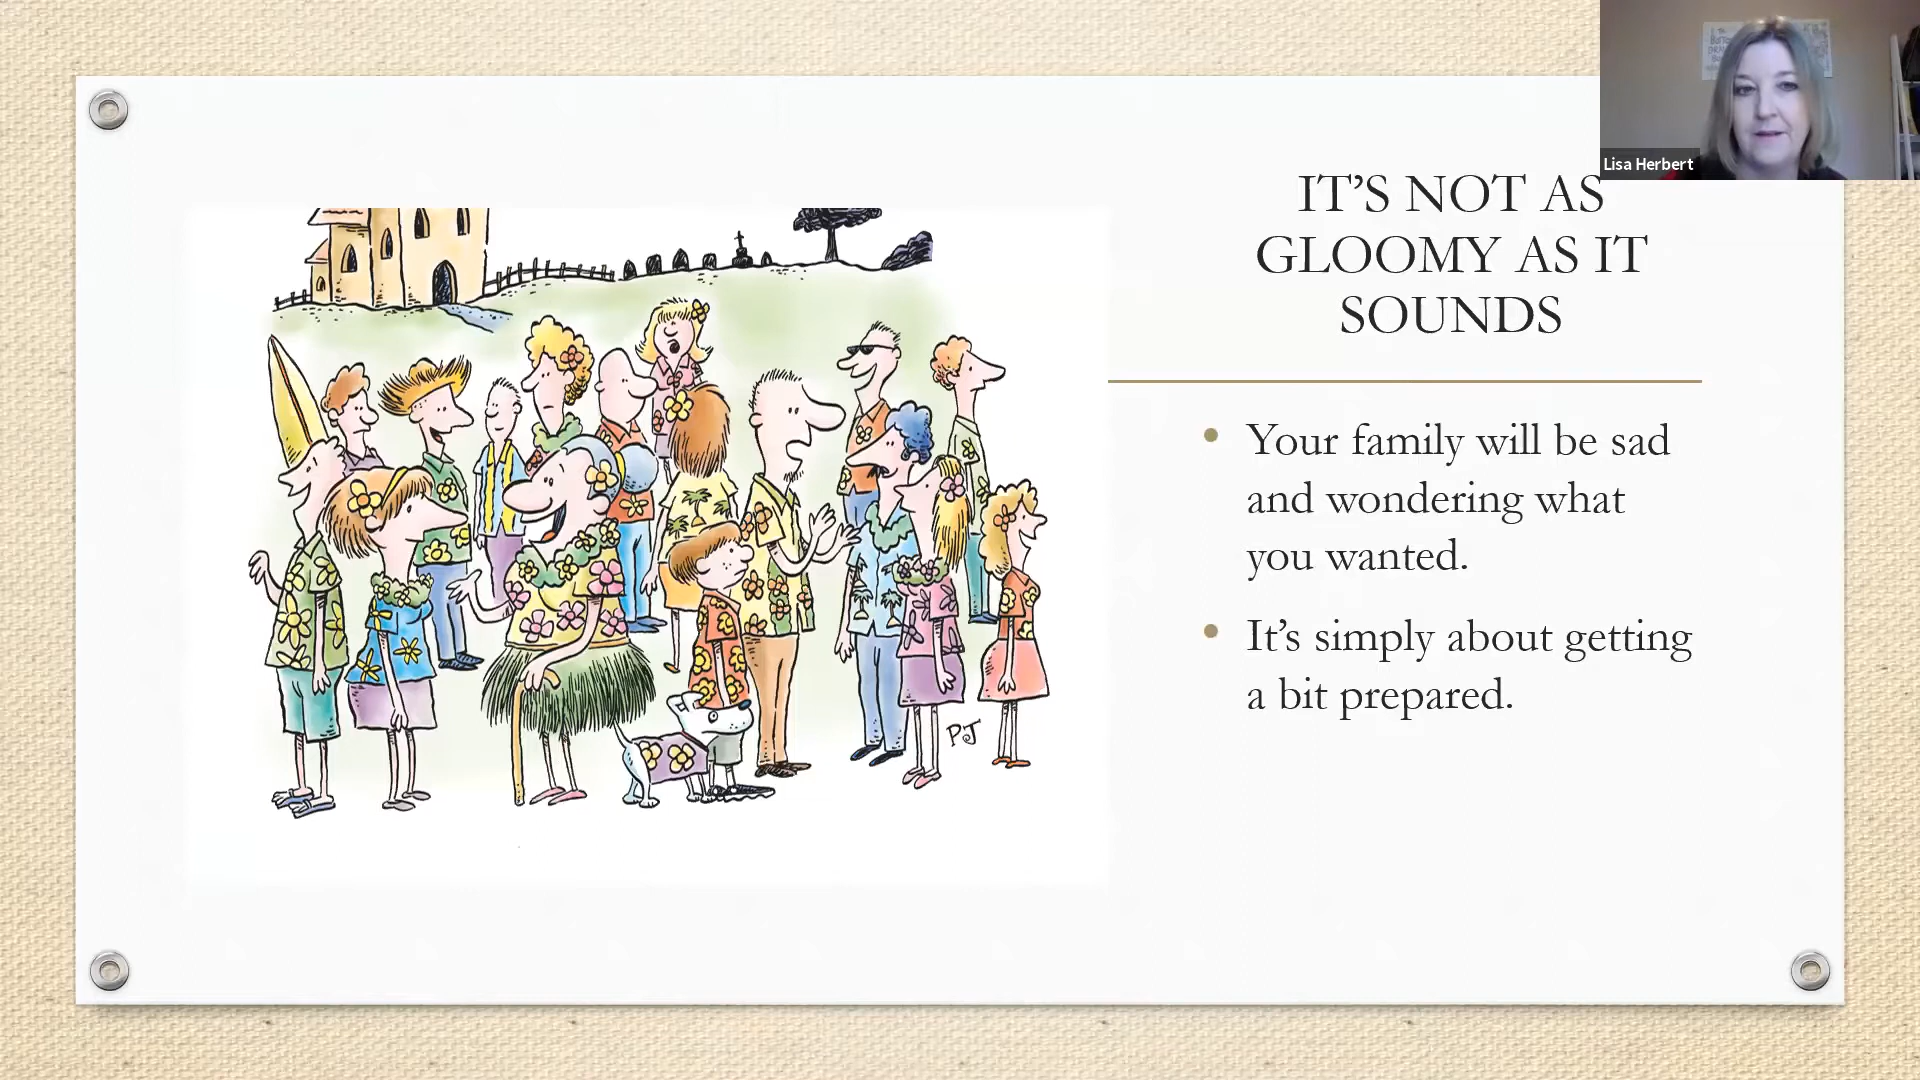 Lisa Herbert
IT’S NOT AS
GLOOMY AS IT
SOUNDS
Your family will be sad
and wondering what
you wanted.
It’s simply about getting
a bit prepared.
PJ